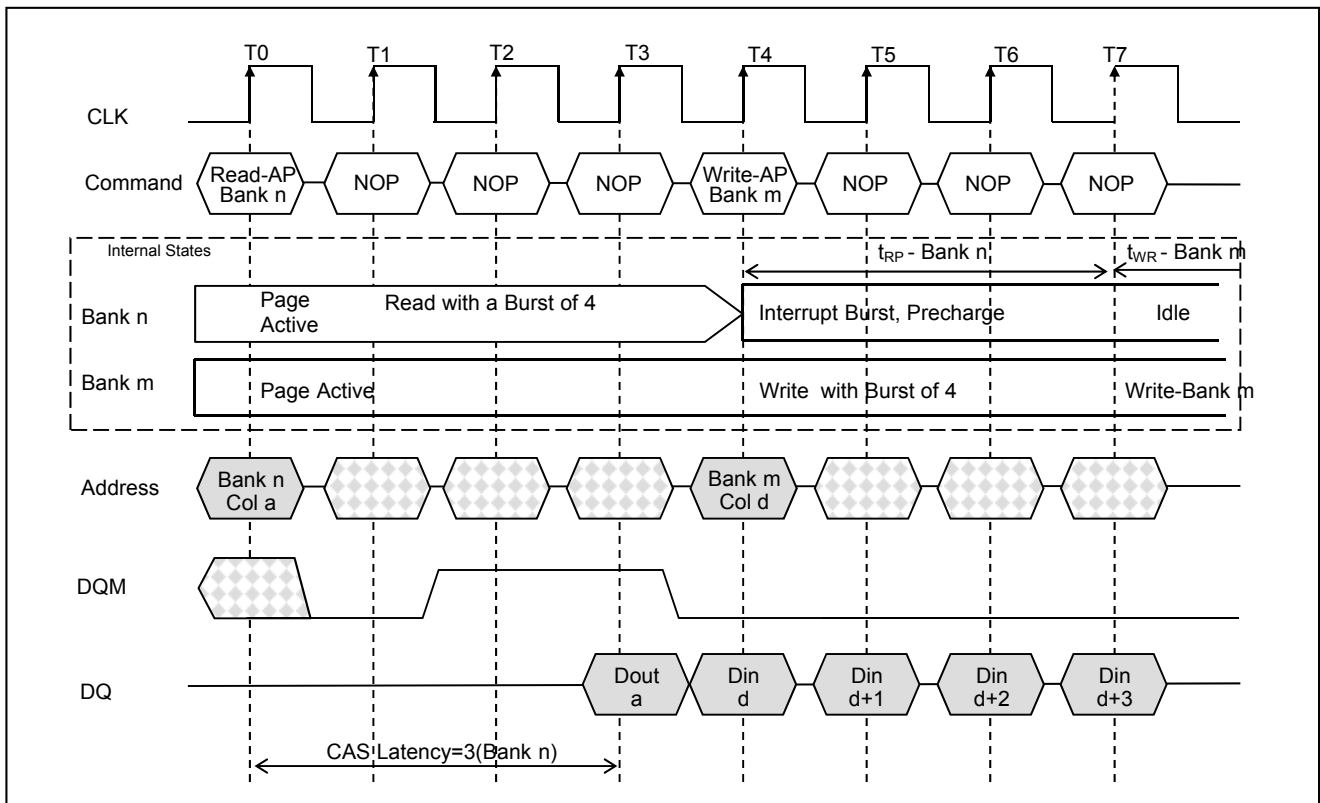 T0 T1 T2 T3 T4 T5 T6 T7
CLK
Command
Read-AP
Bank n
NOP
NOP
NOP
Write-AP
Bank m
NOP
NOP
NOP
Internal States
tRP - Bank n
tWR - Bank m
Bank n
Page
Active
Read with a Burst of 4
Interrupt Burst, Precharge
Idle
Bank m
Page Active
Write with Burst of 4
Write-Bank m
Address
Bank n
Col a
Bank m
Col d
DQM
DQ
Dout
a
Din
d
Din
d+1
Din
d+2
Din
d+3
CAS Latency=3(Bank n)